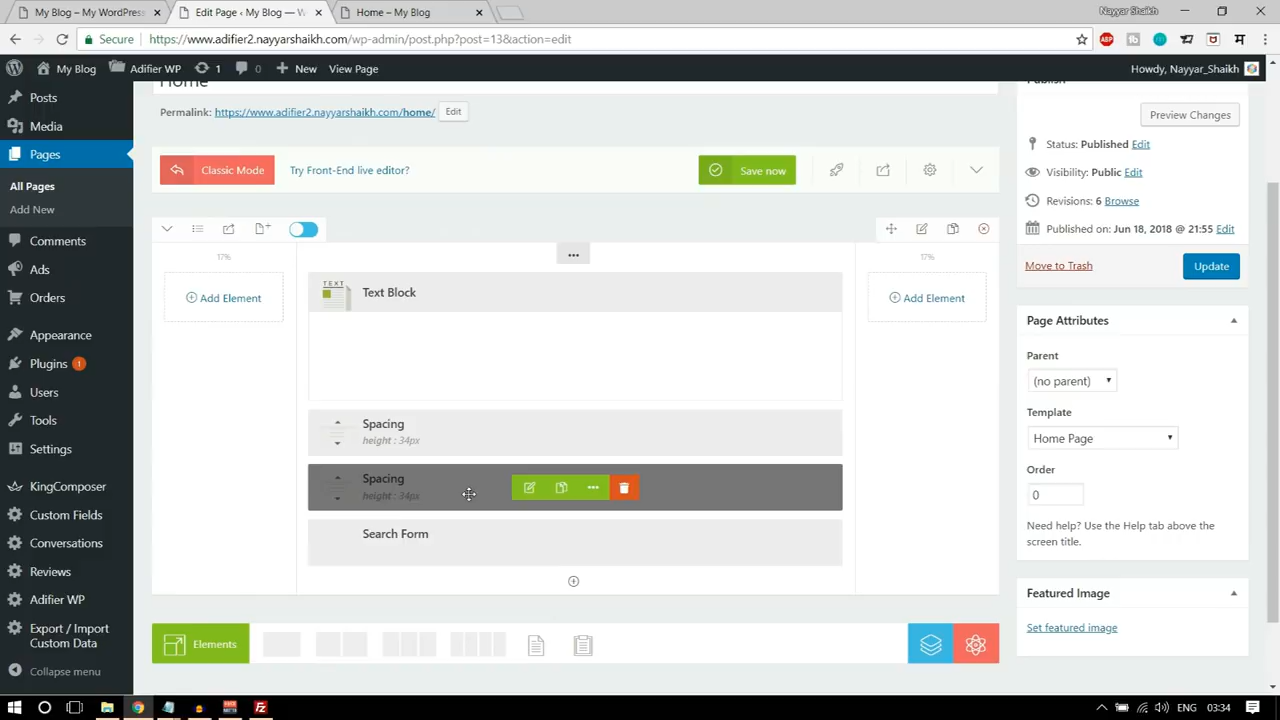 My Blog – My WordPress
Edit Page ‹ My Blog — W
Home – My Blog
Nayyar Shaikh
Secure
https://www.adifier2.nayyarshaikh.com/wp-admin/post.php?post=13&action=edit
My Blog
Adifier WP
1
0
New
View Page
Howdy, Nayyar_Shaikh
Posts
Media
Pages
All Pages
Add New
Comments
Ads
Orders
Appearance
Plugins 1
Users
Tools
Settings
KingComposer
Custom Fields
Conversations
Reviews
Adifier WP
Export / Import
Custom Data
Collapse menu
Home
Permalink: https://www.adifier2.nayyarshaikh.com/home/ Edit
Classic Mode
Try Front-End live editor?
Save now
17%
17%
Add Element
Add Element
TEXT
Text Block
Spacing
height : 34px
Spacing
height : 34px
Search Form
Elements
Publish
Preview Changes
Status: Published Edit
Visibility: Public Edit
Revisions: 6 Browse
Published on: Jun 18, 2018 @ 21:55 Edit
Move to Trash
Update
Page Attributes
Parent
(no parent)
Template
Home Page
Order
0
Need help? Use the Help tab above the
screen title.
Featured Image
Set featured image
ENG
03:34